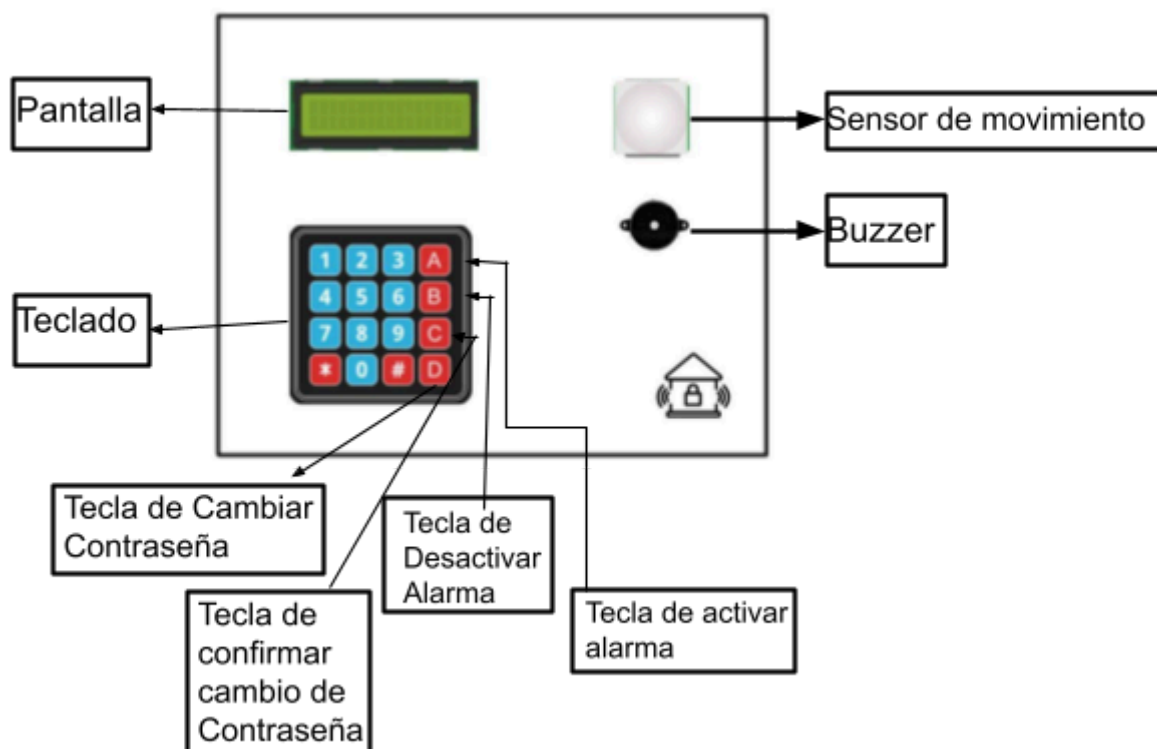 Pantalla
Sensor de movimiento
Buzzer
1 2 3 A
4 5 6 B
7 8 9 C
* 0 # D
Teclado
Tecla de Cambiar
Contraseña
Tecla de
confirmar
cambio de
Contraseña
Tecla de
Desactivar
Alarma
Tecla de activar
alarma